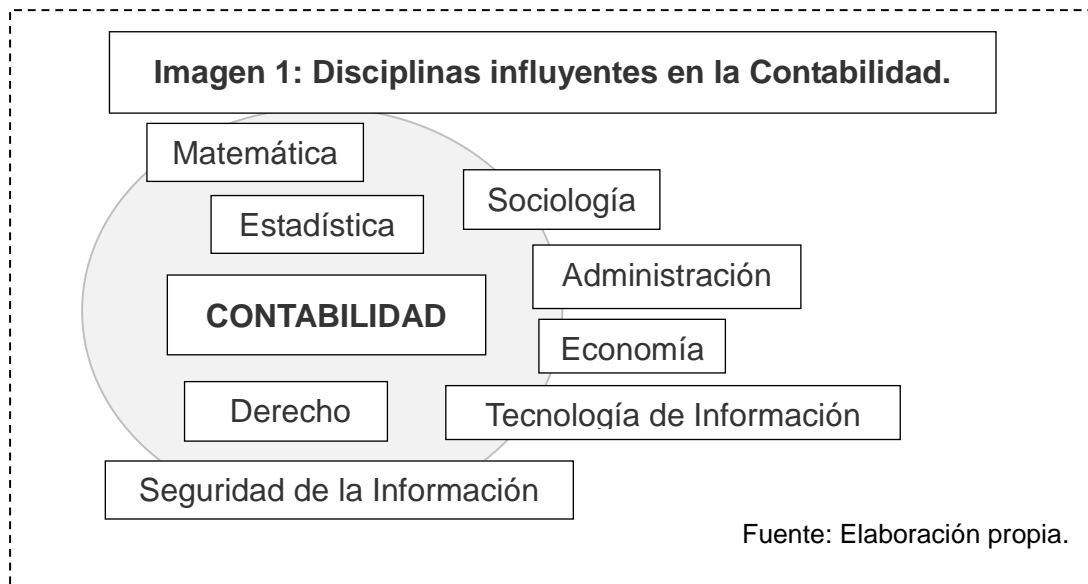 Imagen 1: Disciplinas influyentes en la Contabilidad.
Matemática
Sociología
Estadística
Administración
CONTABILIDAD
Economía
Derecho
Tecnología de Información
Seguridad de la Información
Fuente: Elaboración propia.